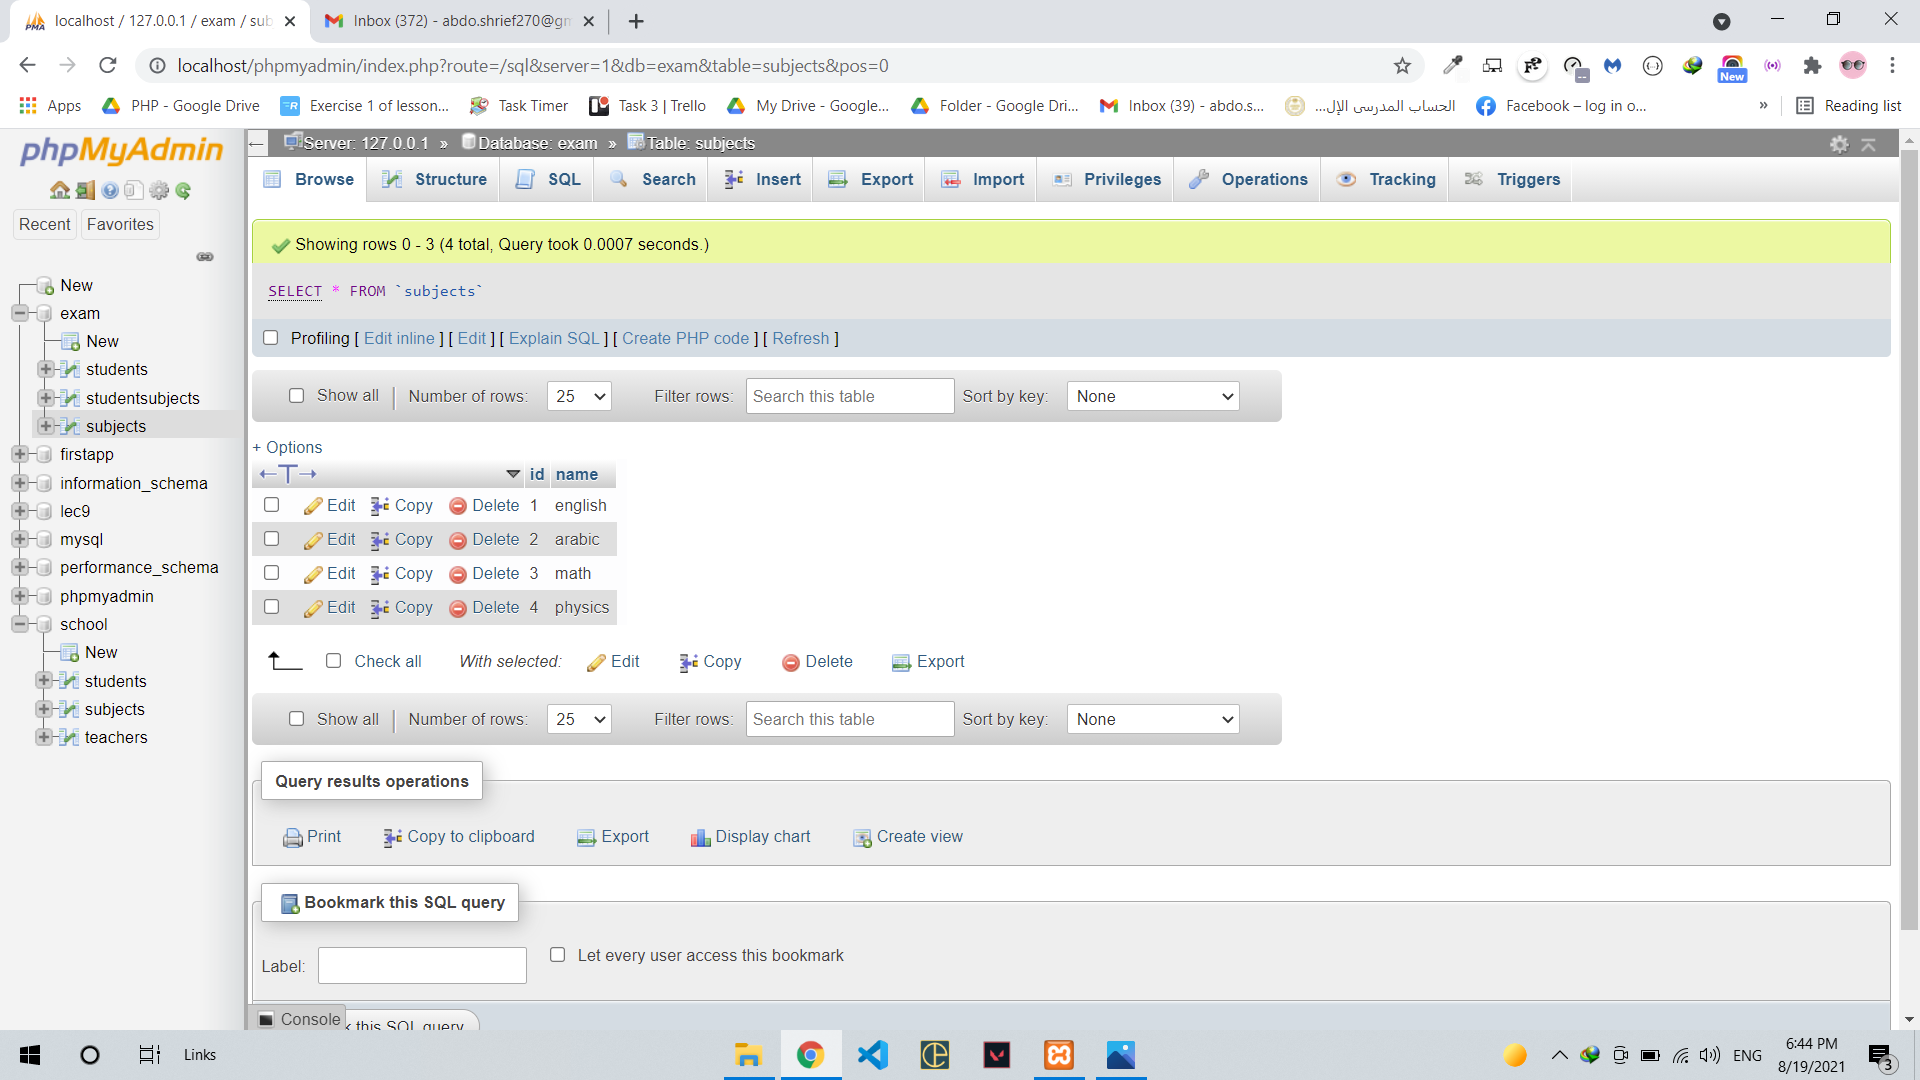 localhost / 127.0.0.1 / exam / sub
Inbox (372) - abdo.shrief270@gm
localhost/phpmyadmin/index.php?route=/sql&server=1&db=exam&table=subjects&pos=0
New
Apps
PHP - Google Drive
Exercise 1 of lesson...
Task Timer
Task 3 | Trello
My Drive - Google...
Folder - Google Dri...
Inbox (39) - abdo.s...
الحساب المدرسى الإل...
Facebook – log in o...
»
Reading list
phpMyAdmin
Recent
Favorites
New
exam
New
students
studentsubjects
subjects
firstapp
information_schema
lec9
mysql
performance_schema
phpmyadmin
school
New
students
subjects
teachers
Server: 127.0.0.1 » Database: exam » Table: subjects
Browse
Structure
SQL
Search
Insert
Export
Import
Privileges
Operations
Tracking
Triggers
Showing rows 0 - 3 (4 total, Query took 0.0007 seconds.)
SELECT * FROM `subjects`
Profiling [ Edit inline ] [ Edit ] [ Explain SQL ] [ Create PHP code ] [ Refresh ]
Show all | Number of rows: 25 Filter rows: Search this table Sort by key: None
+ Options
id name
Edit Copy Delete 1 english
Edit Copy Delete 2 arabic
Edit Copy Delete 3 math
Edit Copy Delete 4 physics
Check all With selected: Edit Copy Delete Export
Show all | Number of rows: 25 Filter rows: Search this table Sort by key: None
Query results operations
Print Copy to clipboard Export Display chart Create view
Bookmark this SQL query
Label:
Let every user access this bookmark
Console
k this SQL query
Links
ENG
6:44 PM
8/19/2021
3